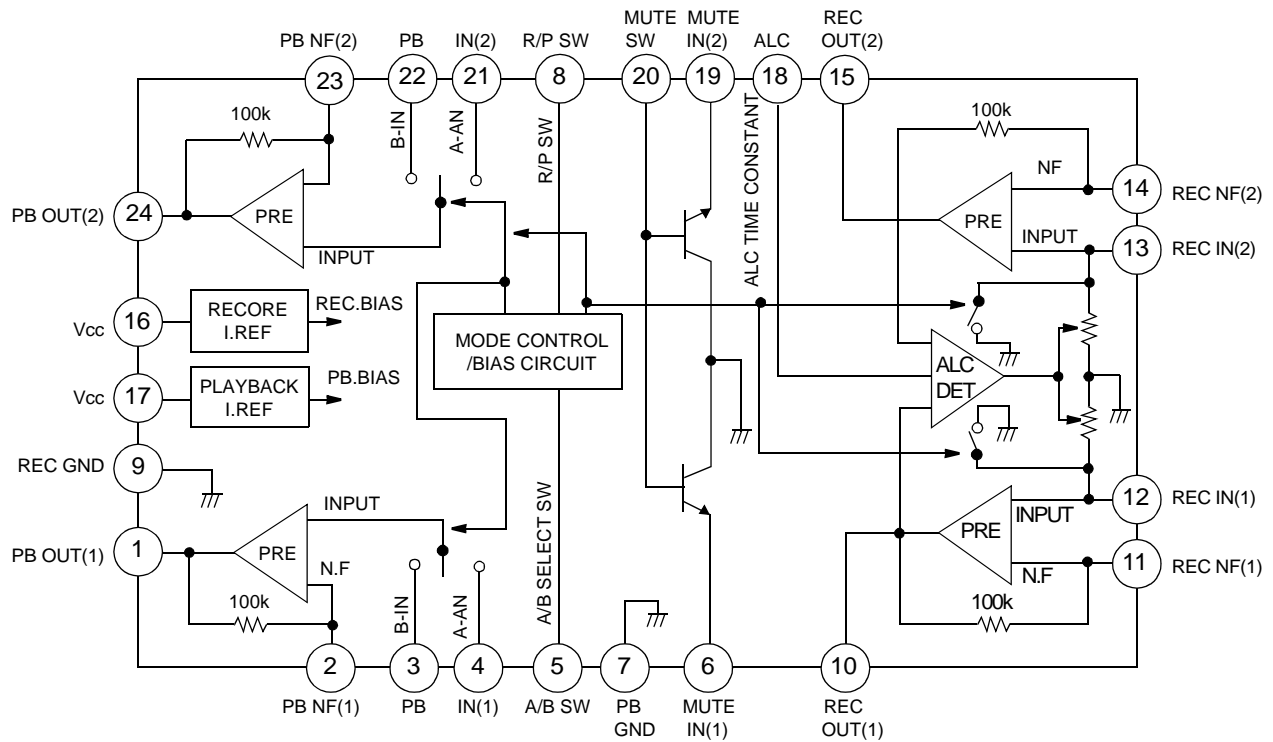 PB NF(2)
PB
IN(2)
R/P SW
MUTE
SW
MUTE
IN(2)
ALC
REC
OUT(2)
23
22
21
8
20
19
18
15
100k
B-IN
A-AN
R/P SW
ALC TIME CONSTANT
100k
NF
14
REC NF(2)
PB OUT(2)
24
PRE
INPUT
PRE
INPUT
13
REC IN(2)
Vcc
16
RECORE
I.REF
REC.BIAS
MODE CONTROL
/BIAS CIRCUIT
ALC
DET
Vcc
17
PLAYBACK
I.REF
PB.BIAS
REC GND
9
INPUT
PB OUT(1)
1
PRE
N.F
100k
B-IN
A-AN
A/B SELECT SW
12
REC IN(1)
INPUT
PRE
N.F
11
REC NF(1)
100k
2
3
4
5
7
6
10
PB NF(1)
PB
IN(1)
A/B SW
PB
GND
MUTE
IN(1)
REC
OUT(1)